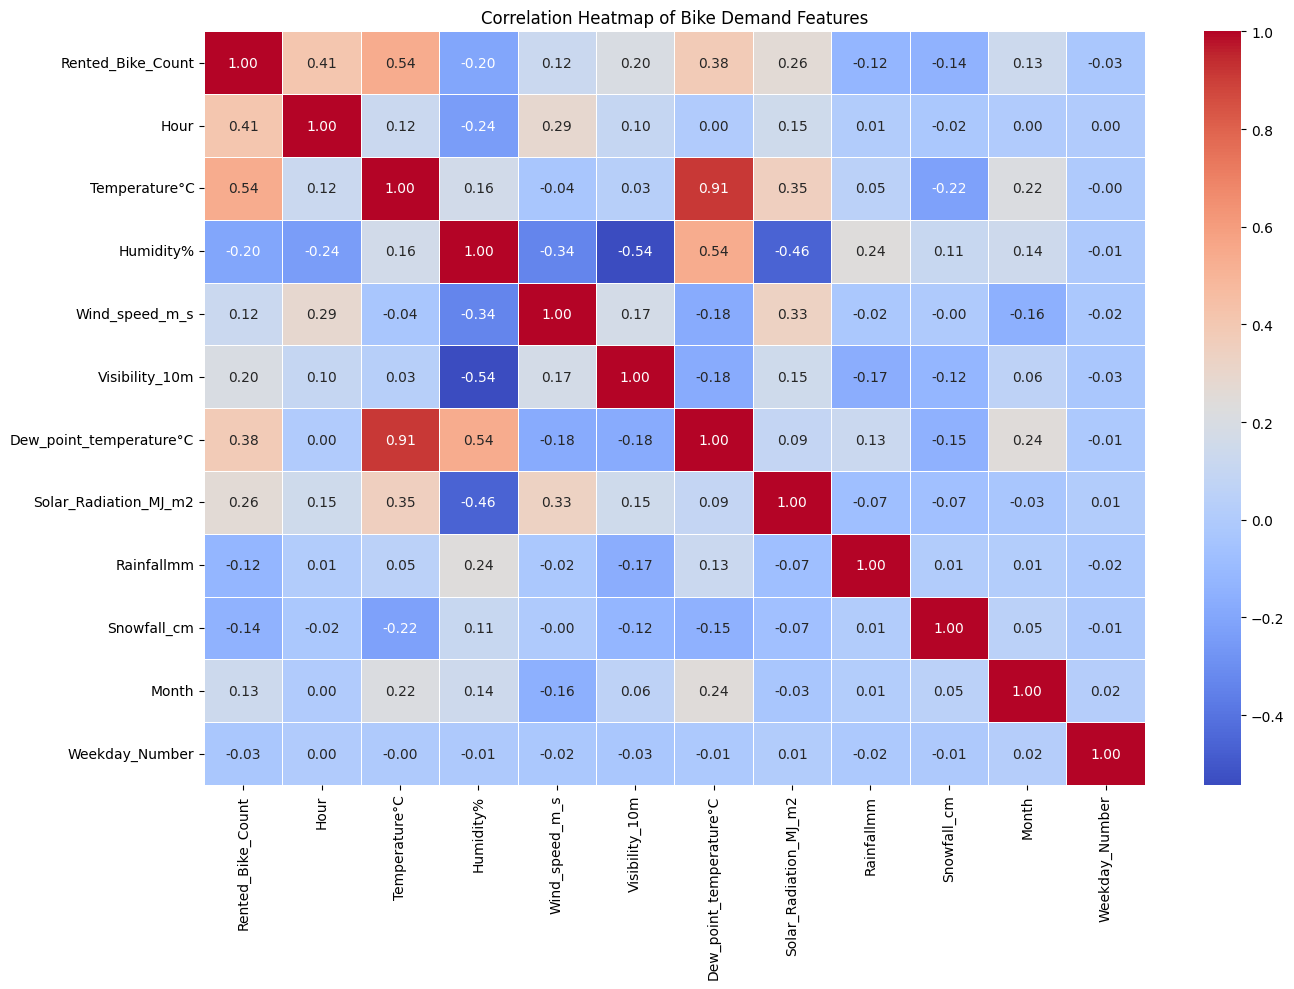 Correlation Heatmap of Bike Demand Features
Rented_Bike_Count 1.00 0.41 0.54 -0.20 0.12 0.20 0.38 0.26 -0.12 -0.14 0.13 -0.03
Hour 0.41 1.00 0.12 -0.24 0.29 0.10 0.00 0.15 0.01 -0.02 0.00 0.00
Temperature°C 0.54 0.12 1.00 0.16 -0.04 0.03 0.91 0.35 0.05 -0.22 0.22 -0.00
Humidity% -0.20 -0.24 0.16 1.00 -0.34 -0.54 0.54 -0.46 0.24 0.11 0.14 -0.01
Wind_speed_m_s 0.12 0.29 -0.04 -0.34 1.00 0.17 -0.18 0.33 -0.02 -0.00 -0.16 -0.02
Visibility_10m 0.20 0.10 0.03 -0.54 0.17 1.00 -0.18 0.15 -0.17 -0.12 0.06 -0.03
Dew_point_temperature°C 0.38 0.00 0.91 0.54 -0.18 -0.18 1.00 0.09 0.13 -0.15 0.24 -0.01
Solar_Radiation_MJ_m2 0.26 0.15 0.35 -0.46 0.33 0.15 0.09 1.00 -0.07 -0.07 -0.03 0.01
Rainfallmm -0.12 0.01 0.05 0.24 -0.02 -0.17 0.13 -0.07 1.00 0.01 0.01 -0.02
Snowfall_cm -0.14 -0.02 -0.22 0.11 -0.00 -0.12 -0.15 -0.07 0.01 1.00 0.05 -0.01
Month 0.13 0.00 0.22 0.14 -0.16 0.06 0.24 -0.03 0.01 0.05 1.00 0.02
Weekday_Number -0.03 0.00 -0.00 -0.01 -0.02 -0.03 -0.01 0.01 -0.02 -0.01 0.02 1.00
Rented_Bike_Count
Hour
Temperature°C
Humidity%
Wind_speed_m_s
Visibility_10m
Dew_point_temperature°C
Solar_Radiation_MJ_m2
Rainfallmm
Snowfall_cm
Month
Weekday_Number
1.0
0.8
0.6
0.4
0.2
0.0
−0.2
−0.4